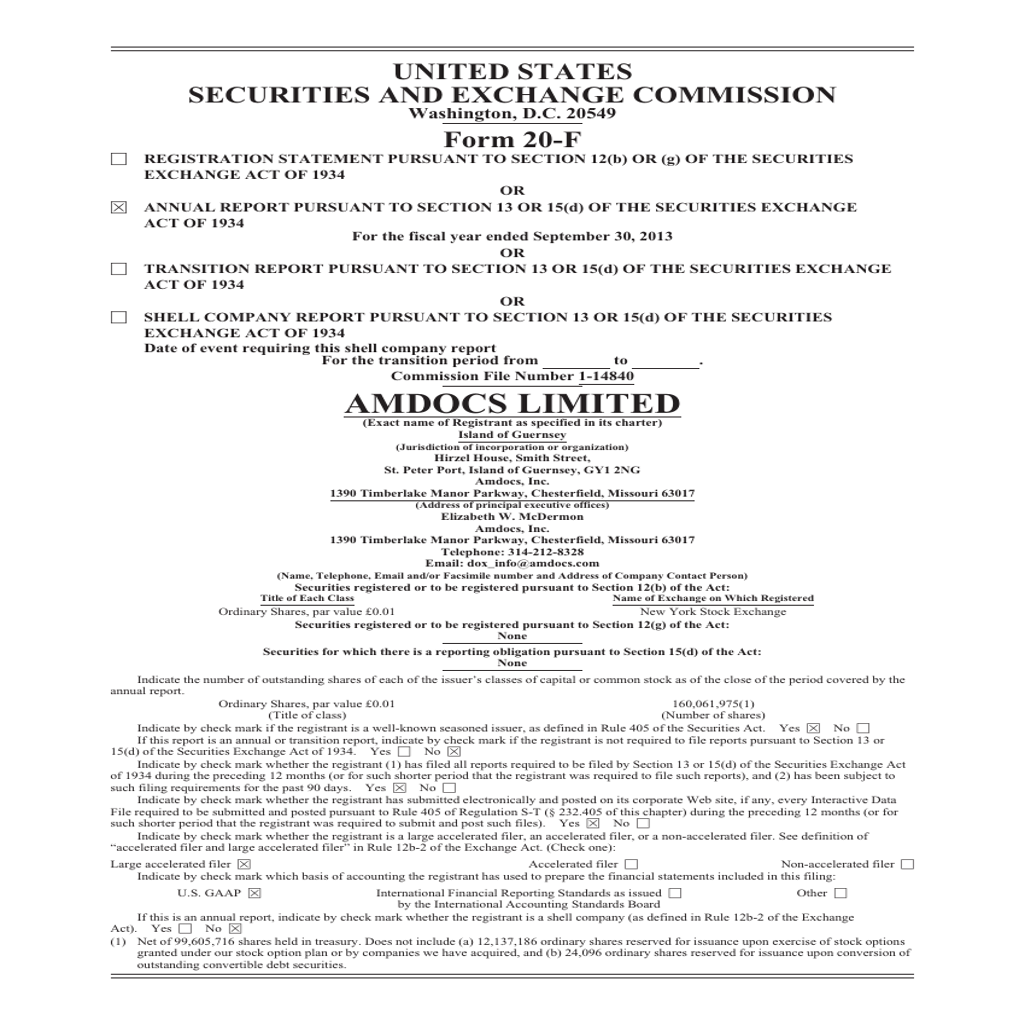 UNITED STATES
SECURITIES AND EXCHANGE COMMISSION
Washington, D.C. 20549
Form 20-F
☐ REGISTRATION STATEMENT PURSUANT TO SECTION 12(b) OR (g) OF THE SECURITIES
EXCHANGE ACT OF 1934
OR
☒ ANNUAL REPORT PURSUANT TO SECTION 13 OR 15(d) OF THE SECURITIES EXCHANGE
ACT OF 1934
For the fiscal year ended September 30, 2013
OR
☐ TRANSITION REPORT PURSUANT TO SECTION 13 OR 15(d) OF THE SECURITIES EXCHANGE
ACT OF 1934
OR
☐ SHELL COMPANY REPORT PURSUANT TO SECTION 13 OR 15(d) OF THE SECURITIES
EXCHANGE ACT OF 1934
Date of event requiring this shell company report
For the transition period from ________ to ________.
Commission File Number 1-14840
AMDOCS LIMITED
(Exact name of Registrant as specified in its charter)
Island of Guernsey
(Jurisdiction of incorporation or organization)
Hirzel House, Smith Street,
St. Peter Port, Island of Guernsey, GY1 2NG
Amdocs, Inc.
1390 Timberlake Manor Parkway, Chesterfield, Missouri 63017
(Address of principal executive offices)
Elizabeth W. McDermon
Amdocs, Inc.
1390 Timberlake Manor Parkway, Chesterfield, Missouri 63017
Telephone: 314-212-8328
Email: dox_info@amdocs.com
(Name, Telephone, Email and/or Facsimile number and Address of Company Contact Person)
Securities registered or to be registered pursuant to Section 12(b) of the Act:
Title of Each Class Name of Exchange on Which Registered
Ordinary Shares, par value £0.01 New York Stock Exchange
Securities registered or to be registered pursuant to Section 12(g) of the Act:
None
Securities for which there is a reporting obligation pursuant to Section 15(d) of the Act:
None
Indicate the number of outstanding shares of each of the issuer’s classes of capital or common stock as of the close of the period covered by the
annual report.
Ordinary Shares, par value £0.01 160,061,975(1)
(Title of class) (Number of shares)
Indicate by check mark if the registrant is a well-known seasoned issuer, as defined in Rule 405 of the Securities Act. Yes ☒ No ☐
If this report is an annual or transition report, indicate by check mark if the registrant is not required to file reports pursuant to Section 13 or
15(d) of the Securities Exchange Act of 1934. Yes ☐ No ☒
Indicate by check mark whether the registrant (1) has filed all reports required to be filed by Section 13 or 15(d) of the Securities Exchange Act
of 1934 during the preceding 12 months (or for such shorter period that the registrant was required to file such reports), and (2) has been subject to
such filing requirements for the past 90 days. Yes ☒ No ☐
Indicate by check mark whether the registrant has submitted electronically and posted on its corporate Web site, if any, every Interactive Data
File required to be submitted and posted pursuant to Rule 405 of Regulation S-T (§ 232.405 of this chapter) during the preceding 12 months (or for
such shorter period that the registrant was required to submit and post such files). Yes ☒ No ☐
Indicate by check mark whether the registrant is a large accelerated filer, an accelerated filer, or a non-accelerated filer. See definition of
“accelerated filer and large accelerated filer” in Rule 12b-2 of the Exchange Act. (Check one):
Large accelerated filer ☒ Accelerated filer ☐ Non-accelerated filer ☐
Indicate by check mark which basis of accounting the registrant has used to prepare the financial statements included in this filing:
U.S. GAAP ☒ International Financial Reporting Standards as issued ☐ Other ☐
by the International Accounting Standards Board
If this is an annual report, indicate by check mark whether the registrant is a shell company (as defined in Rule 12b-2 of the Exchange
Act). Yes ☐ No ☒
(1) Net of 99,605,716 shares held in treasury. Does not include (a) 12,137,186 ordinary shares reserved for issuance upon exercise of stock options
granted under our stock option plan or by companies we have acquired, and (b) 24,096 ordinary shares reserved for issuance upon conversion of
outstanding convertible debt securities.